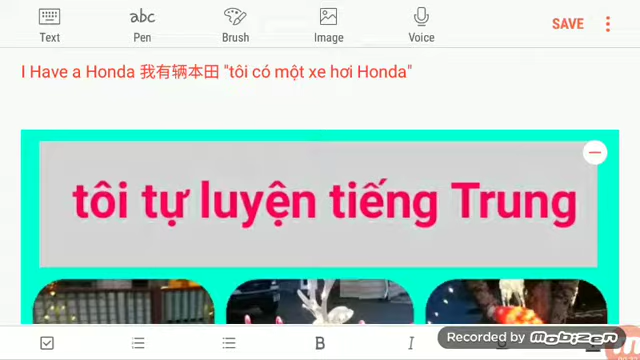 Text
Pen
Brush
Image
Voice
SAVE
I Have a Honda 我有辆本田 "tôi có một xe hơi Honda"
tôi tự luyện tiếng Trung
B
I
Recorded by Mobizen